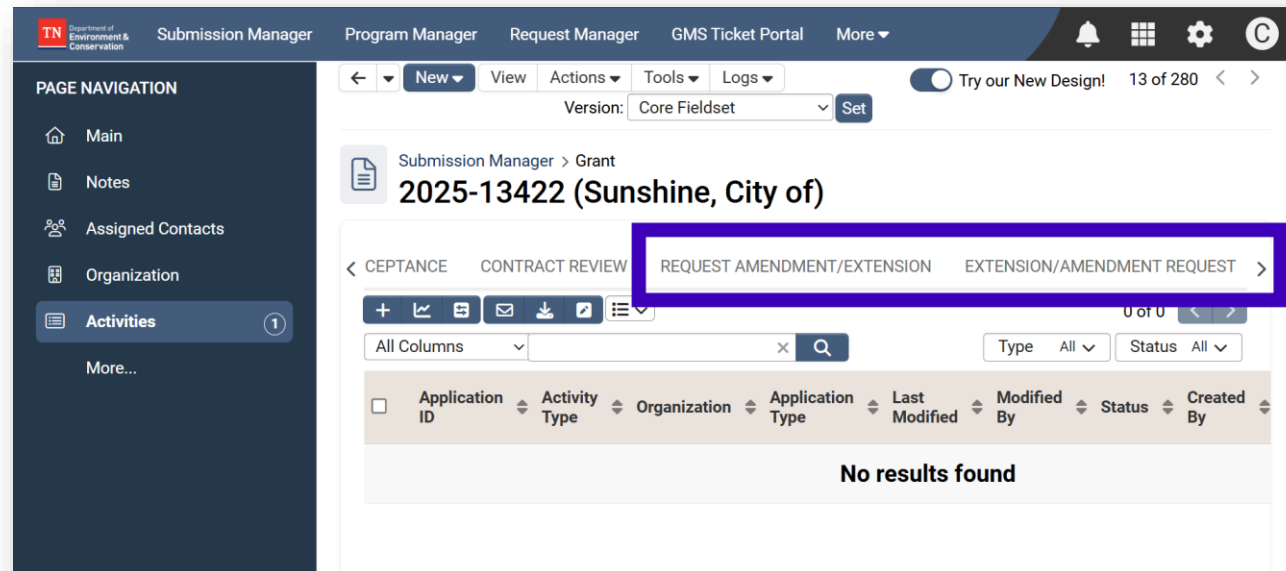 TN Department of
Environment &
Conservation
Submission Manager Program Manager Request Manager GMS Ticket Portal More
C
PAGE NAVIGATION
Main
Notes
Assigned Contacts
Organization
Activities 1
More...
New View Actions Tools Logs
Try our New Design! 13 of 280
Version: Core Fieldset Set
Submission Manager > Grant
2025-13422 (Sunshine, City of)
CEPTANCE CONTRACT REVIEW REQUEST AMENDMENT/EXTENSION EXTENSION/AMENDMENT REQUEST
0 of 0
All Columns Type All Status All
Application ID Activity Type Organization Application Type Last Modified Modified By Status Created By
No results found